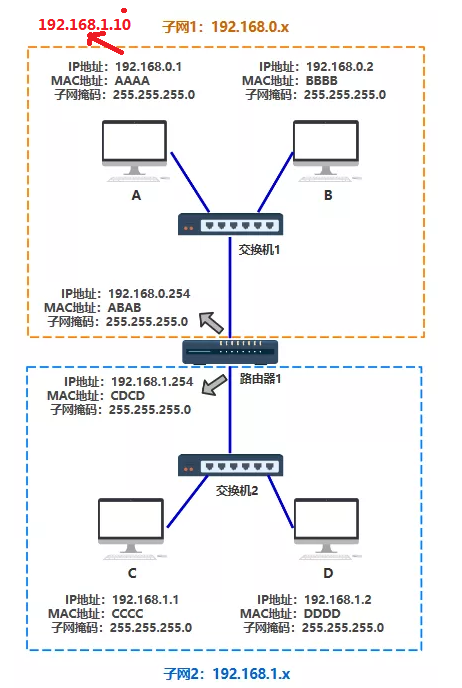 192.168.1.10
子网1：192.168.0.x
IP地址：192.168.0.1
MAC地址：AAAA
子网掩码：255.255.255.0
IP地址：192.168.0.2
MAC地址：BBBB
子网掩码：255.255.255.0
A
B
交换机1
IP地址：192.168.0.254
MAC地址：ABAB
子网掩码：255.255.255.0
路由器1
IP地址：192.168.1.254
MAC地址：CDCD
子网掩码：255.255.255.0
交换机2
C
D
IP地址：192.168.1.1
MAC地址：CCCC
子网掩码：255.255.255.0
IP地址：192.168.1.2
MAC地址：DDDD
子网掩码：255.255.255.0
子网2：192.168.1.x